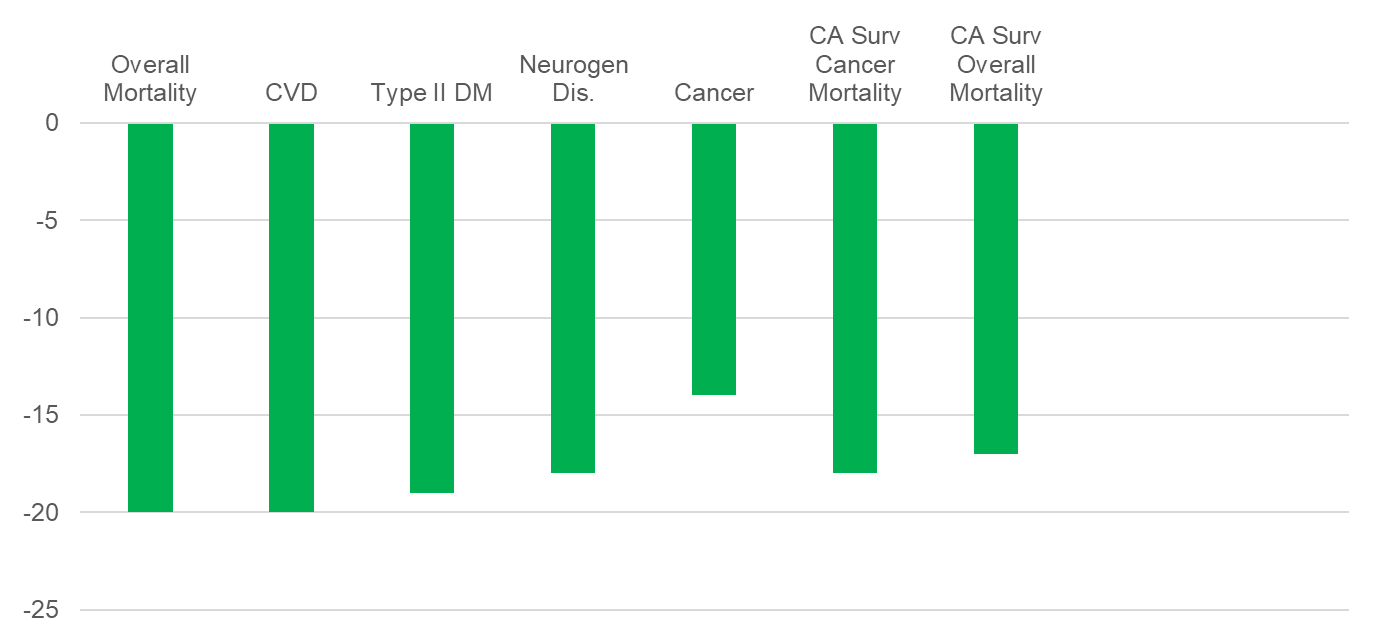 Overall
Mortality
CVD
Type II DM
Neurogen
Dis.
Cancer
CA Surv
Cancer
Mortality
CA Surv
Overall
Mortality
0
-5
-10
-15
-20
-25